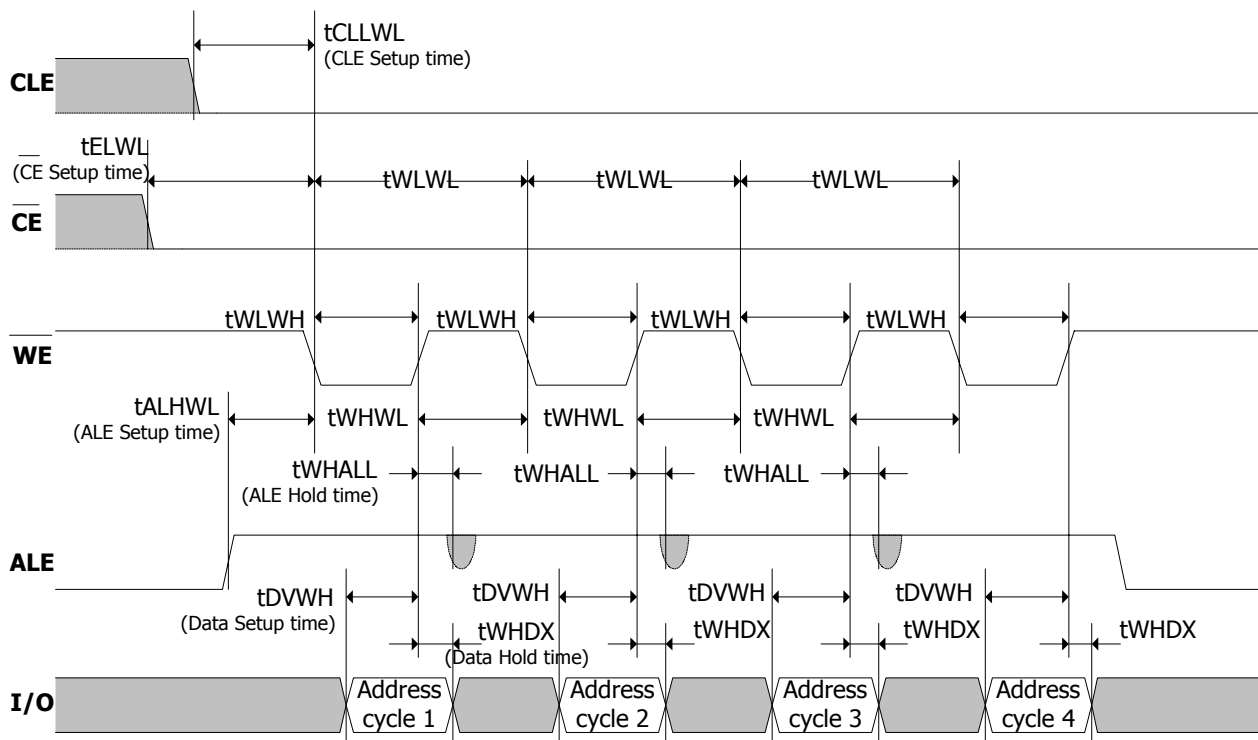 tCLLWL
(CLE Setup time)
CLE
tELWL
(CE Setup time)
tWLWL tWLWL tWLWL
CE
tWLWH tWLWH tWLWH tWLWH
WE
tALHWL
(ALE Setup time)
tWHWL tWHWL tWHWL
tWHALL tWHALL tWHALL
(ALE Hold time)
ALE
tDVWH tDVWH tDVWH tDVWH
(Data Setup time)
tWHDX tWHDX tWHDX tWHDX
(Data Hold time)
I/O
Address cycle 1
Address cycle 2
Address cycle 3
Address cycle 4